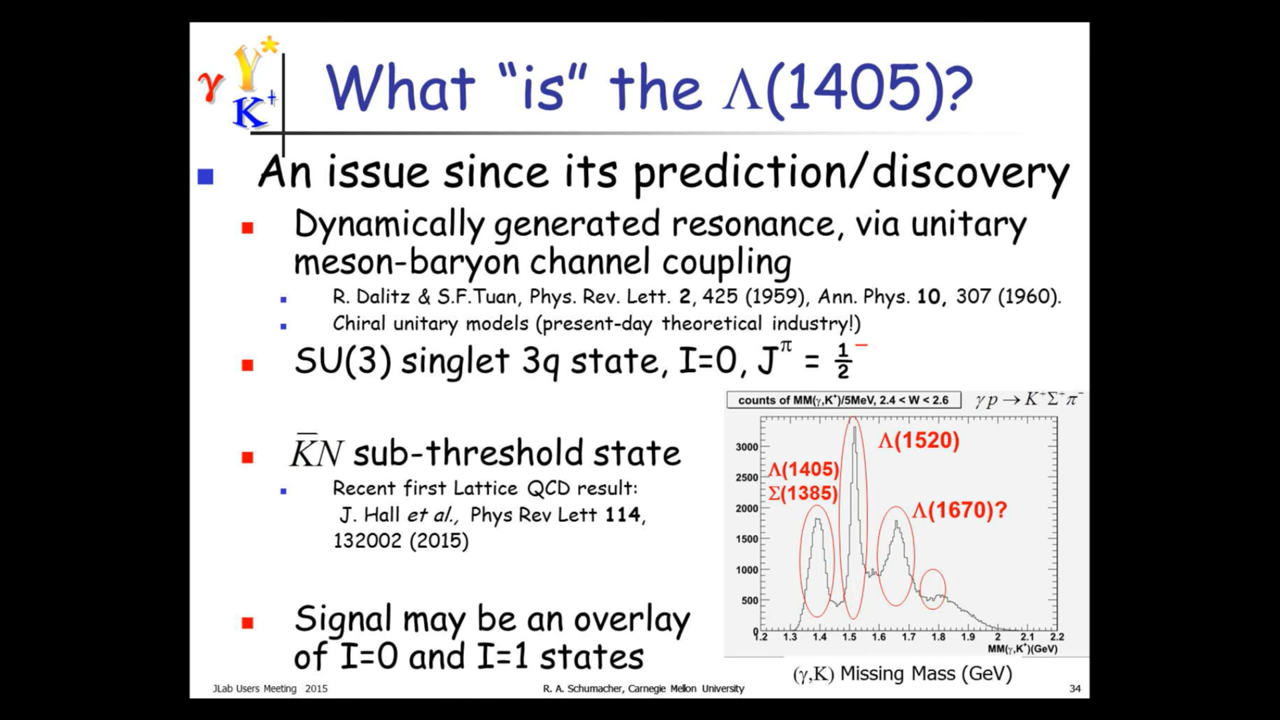 γ Y* K⁺
What “is” the Λ(1405)?
An issue since its prediction/discovery
Dynamically generated resonance, via unitary
meson-baryon channel coupling
R. Dalitz & S.F.Tuan, Phys. Rev. Lett. 2, 425 (1959), Ann. Phys. 10, 307 (1960).
Chiral unitary models (present-day theoretical industry!)
SU(3) singlet 3q state, I=0, J^π = ½⁻
K̅N sub-threshold state
Recent first Lattice QCD result:
J. Hall et al., Phys Rev Lett 114,
132002 (2015)
Signal may be an overlay
of I=0 and I=1 states
counts of MM(γ,K⁺)/5MeV, 2.4 < W < 2.6
γ p → K⁺Σ⁺π⁻
3000
2500
2000
1500
1000
500
0
Λ(1520)
Λ(1405)
Σ(1385)
Λ(1670)?
1.2 1.3 1.4 1.5 1.6 1.7 1.8 1.9 2 2.1 2.2
MM(γ,K⁺)(GeV)
(γ,K) Missing Mass (GeV)
JLab Users Meeting 2015
R. A. Schumacher, Carnegie Mellon University
34